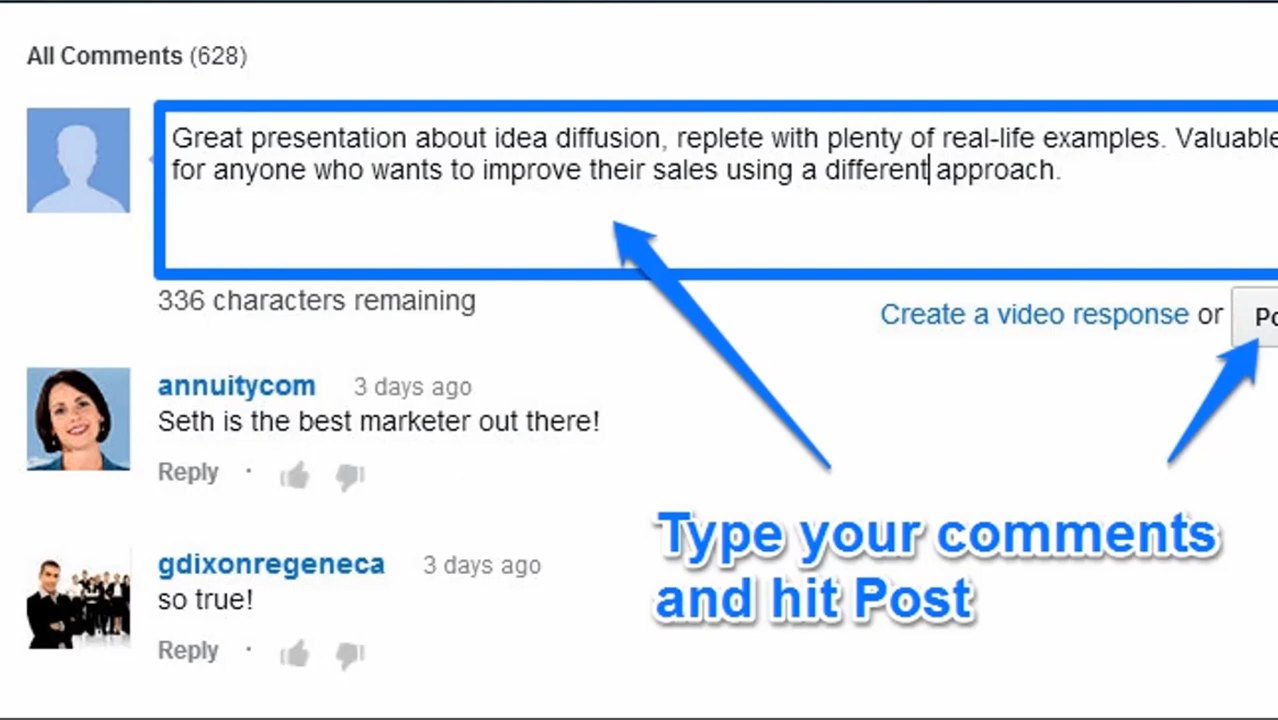 All Comments (628)
Great presentation about idea diffusion, replete with plenty of real-life examples. Valuable
for anyone who wants to improve their sales using a different approach.
336 characters remaining
Create a video response or Po
annuitycom 3 days ago
Seth is the best marketer out there!
Reply
gdixonregeneca 3 days ago
so true!
Reply
Type your comments
and hit Post